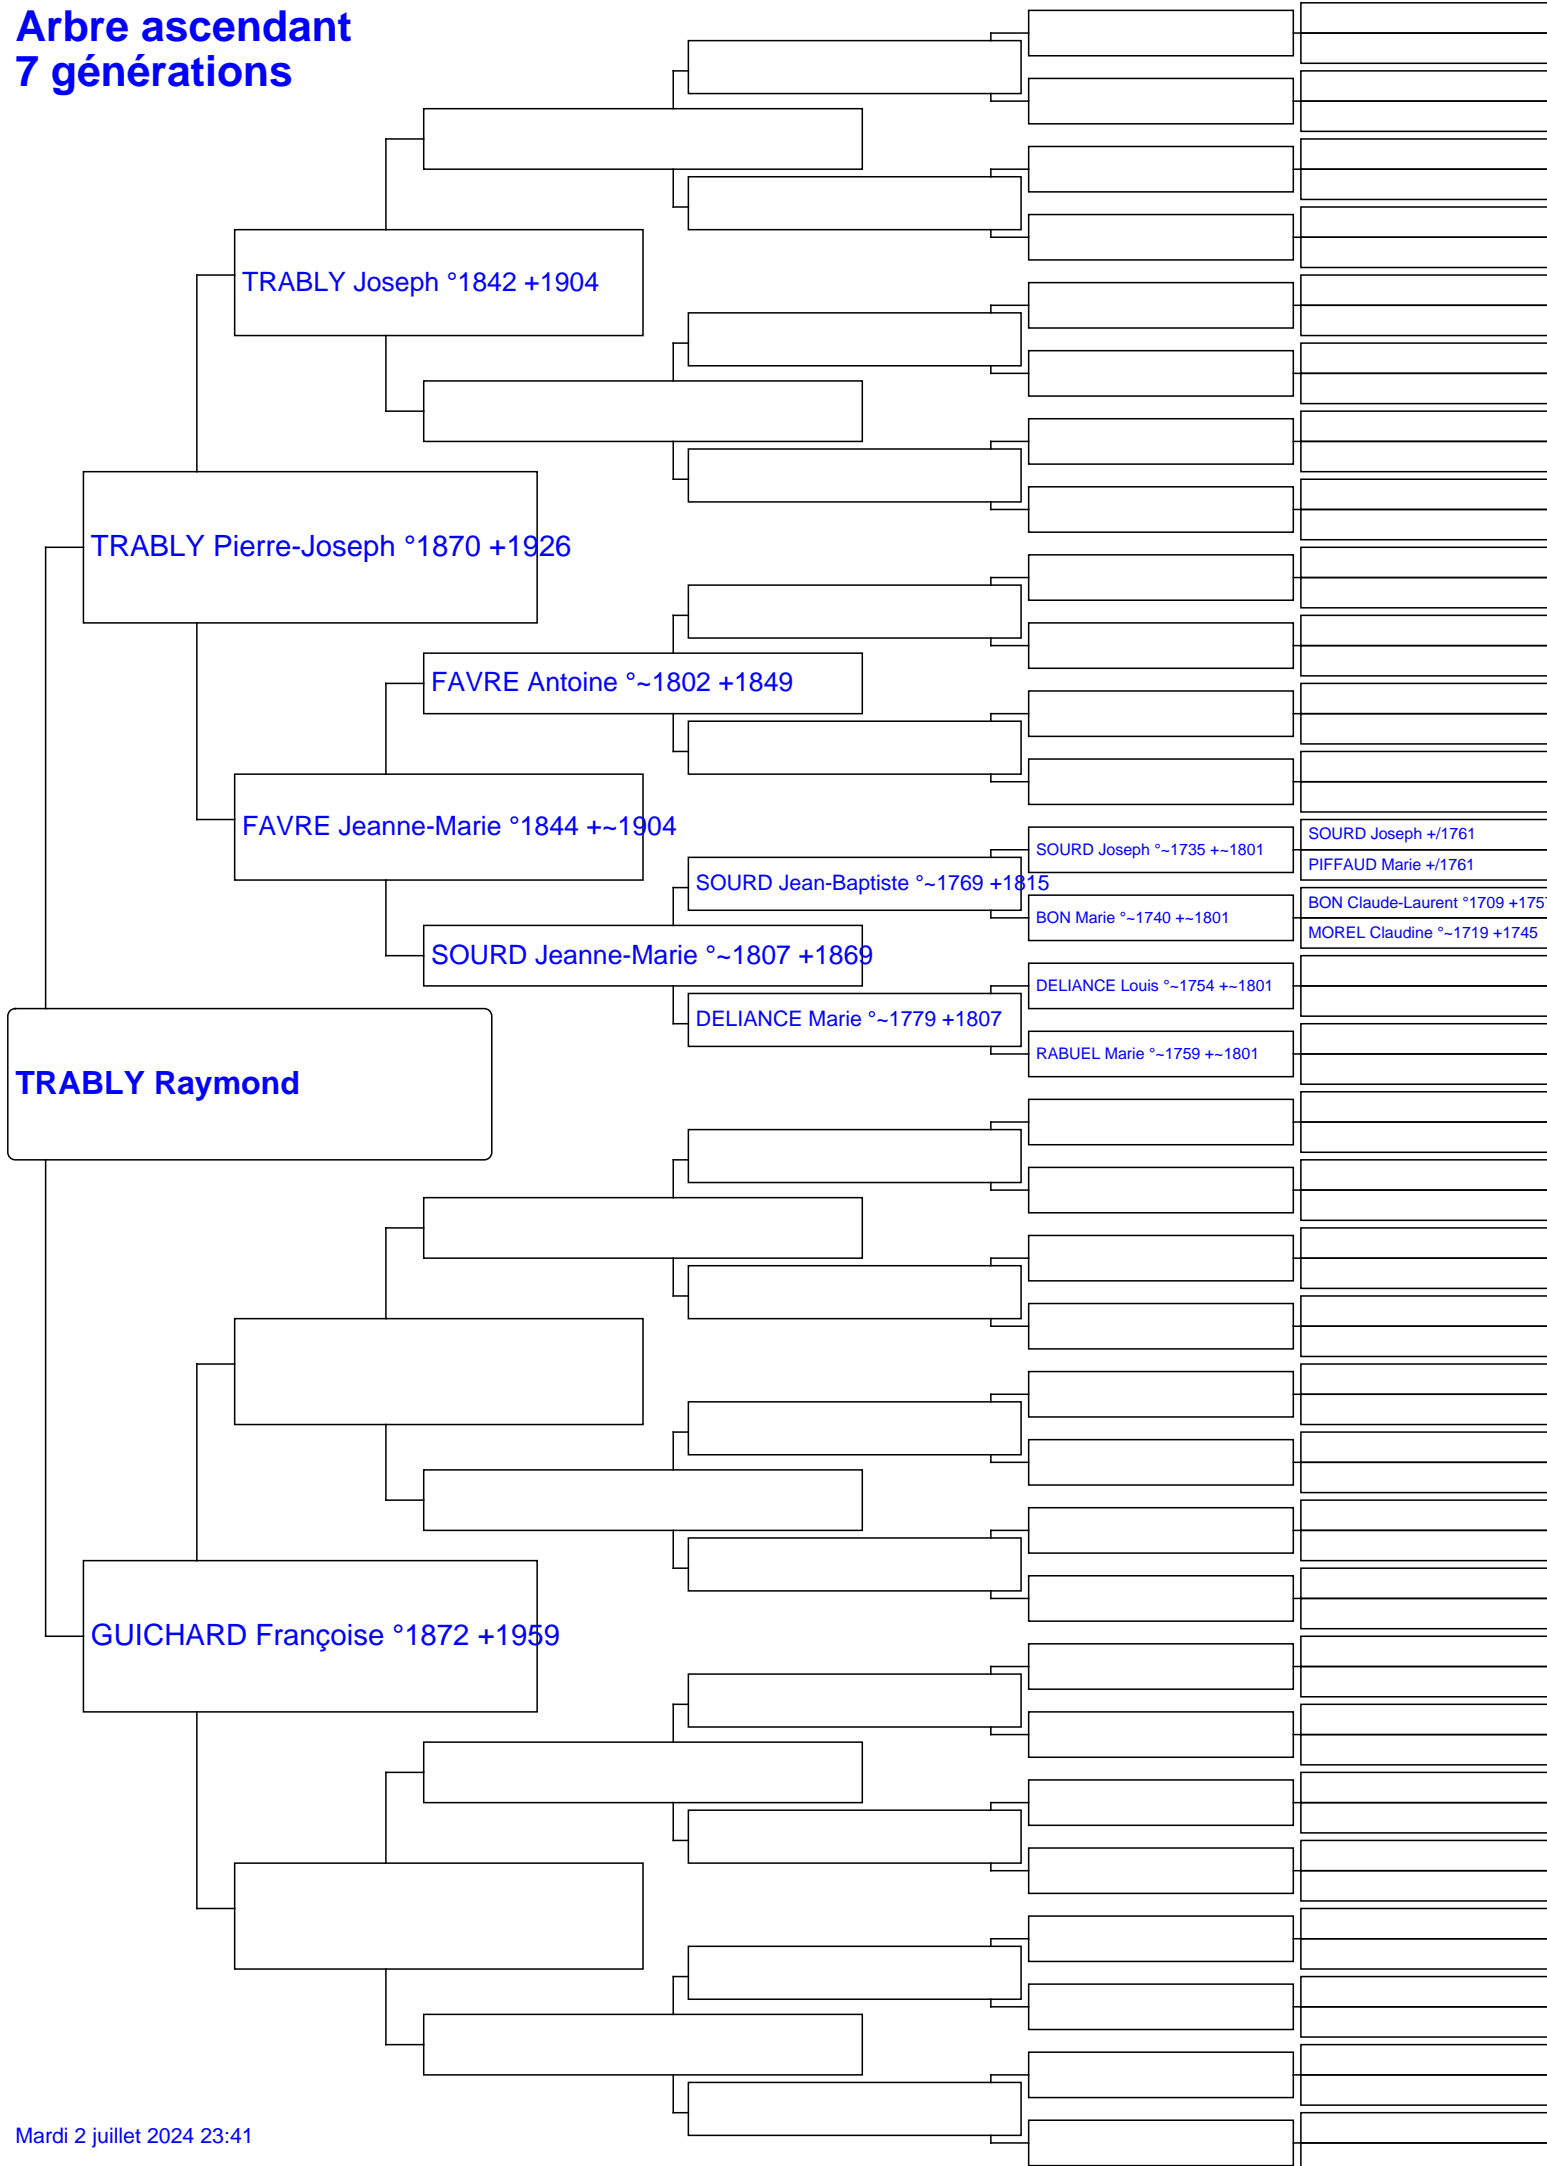 Arbre ascendant
7 générations
TRABLY Joseph °1842 +1904
TRABLY Pierre-Joseph °1870 +1926
FAVRE Antoine °~1802 +1849
FAVRE Jeanne-Marie °1844 +~1904
SOURD Joseph °~1735 +~1801
SOURD Joseph +/1761
PIFFAUD Marie +/1761
SOURD Jean-Baptiste °~1769 +1815
BON Marie °~1740 +~1801
BON Claude-Laurent °1709 +1757
MOREL Claudine °~1719 +1745
SOURD Jeanne-Marie °~1807 +1869
DELIANCE Louis °~1754 +~1801
DELIANCE Marie °~1779 +1807
RABUEL Marie °~1759 +~1801
TRABLY Raymond
GUICHARD Françoise °1872 +1959
Mardi 2 juillet 2024 23:41